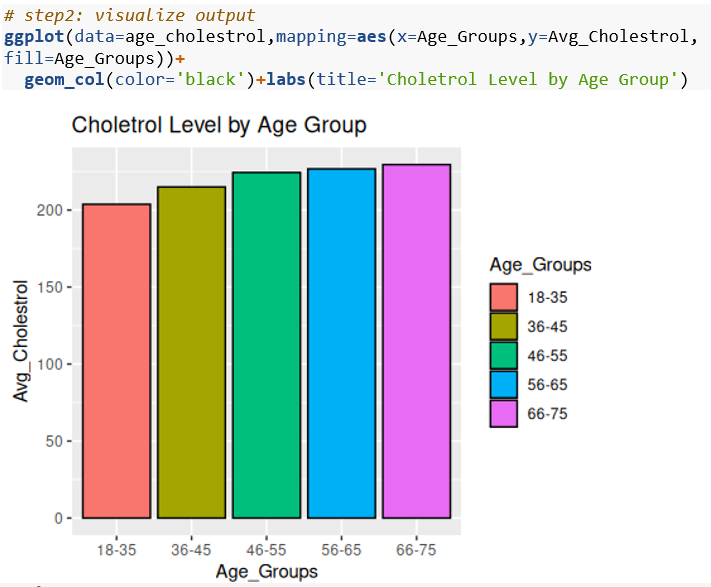 # step2: visualize output
ggplot(data=age_cholestrol,mapping=aes(x=Age_Groups,y=Avg_Cholestrol,
fill=Age_Groups))+
  geom_col(color='black')+labs(title='Choletrol Level by Age Group')
Choletrol Level by Age Group
Avg_Cholestrol
200
150
100
50
0
18-35 36-45 46-55 56-65 66-75
Age_Groups
Age_Groups
18-35
36-45
46-55
56-65
66-75